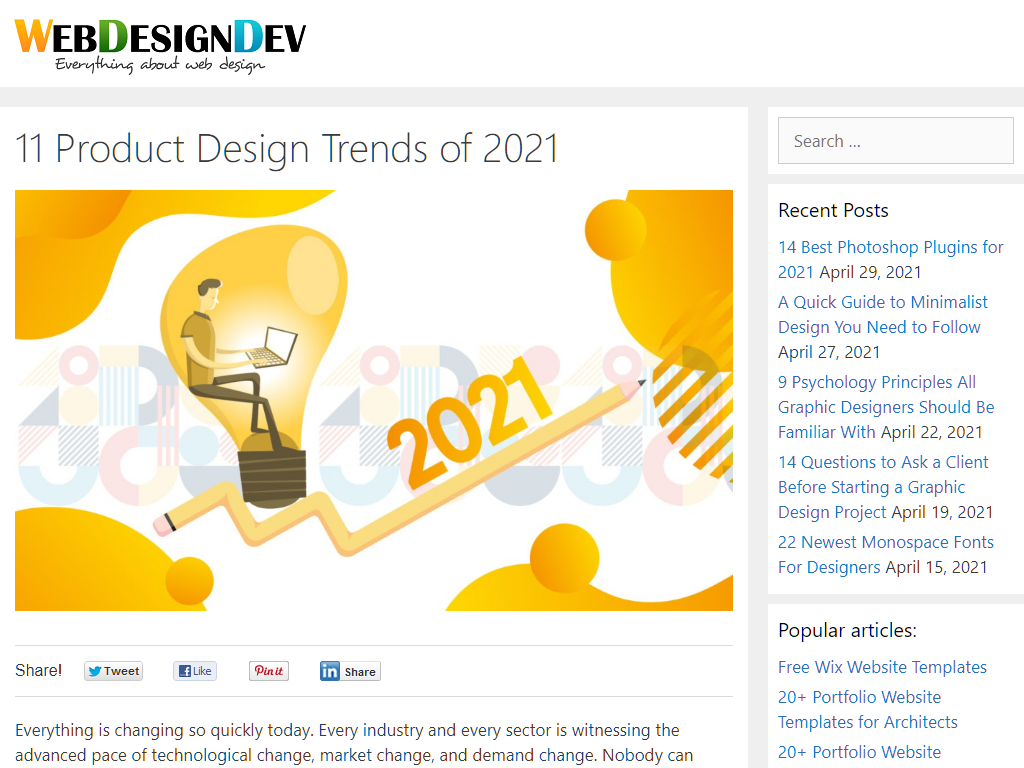 WEBDESIGNDEV
Everything about web design
11 Product Design Trends of 2021
2021
Share!
Tweet
Like
Pin it
in Share
Everything is changing so quickly today. Every industry and every sector is witnessing the
advanced pace of technological change, market change, and demand change. Nobody can
Search ...
Recent Posts
14 Best Photoshop Plugins for
2021 April 29, 2021
A Quick Guide to Minimalist
Design You Need to Follow
April 27, 2021
9 Psychology Principles All
Graphic Designers Should Be
Familiar With April 22, 2021
14 Questions to Ask a Client
Before Starting a Graphic
Design Project April 19, 2021
22 Newest Monospace Fonts
For Designers April 15, 2021
Popular articles:
Free Wix Website Templates
20+ Portfolio Website
Templates for Architects
20+ Portfolio Website